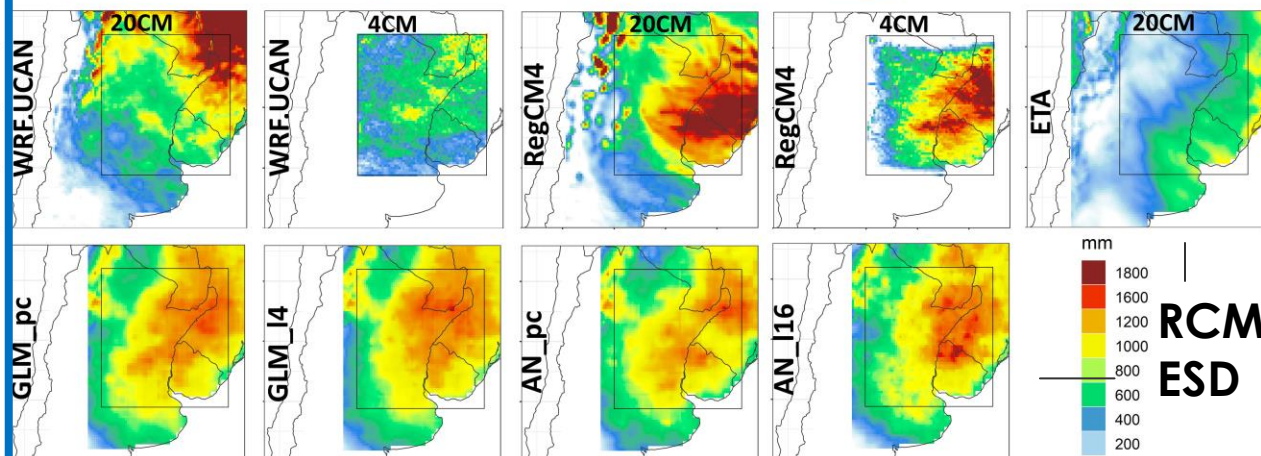 WRF.UCAN
20CM
WRF.UCAN
4CM
RegCM4
20CM
RegCM4
4CM
ETA
20CM
GLM_pc
GLM_l4
AN_pc
AN_l16
mm
1800
1600
1200
1000
800
600
400
200
RCM
ESD